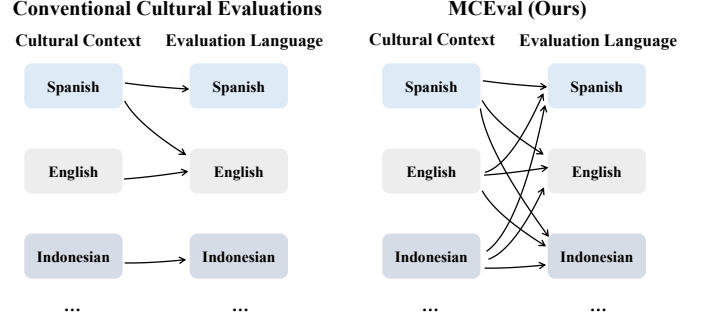 Conventional Cultural Evaluations
Cultural Context Evaluation Language
Spanish Spanish
English English
Indonesian Indonesian
... ...
MCEval (Ours)
Cultural Context Evaluation Language
Spanish Spanish
English English
Indonesian Indonesian
... ...